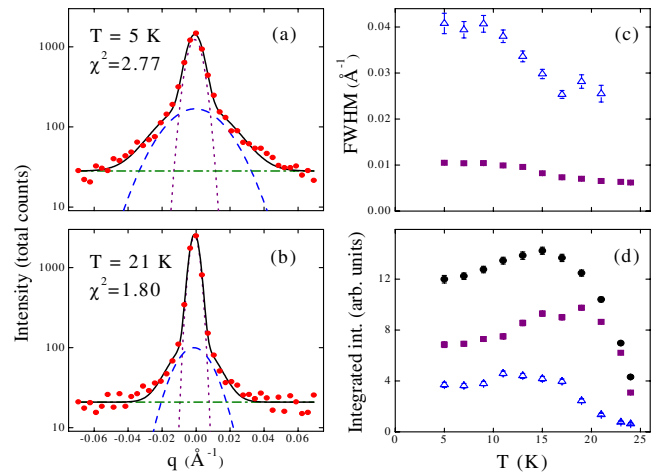 (a)
T = 5 K
χ²=2.77
1000
100
10
(b)
T = 21 K
χ²=1.80
1000
100
10
Intensity (total counts)
-0.06 -0.04 -0.02 0.00 0.02 0.04 0.06
q (Å⁻¹)
(c)
0.04
0.03
0.02
0.01
0.00
FWHM (Å⁻¹)
(d)
12
8
4
0
Integrated int. (arb. units)
0 5 10 15 20 25
T (K)